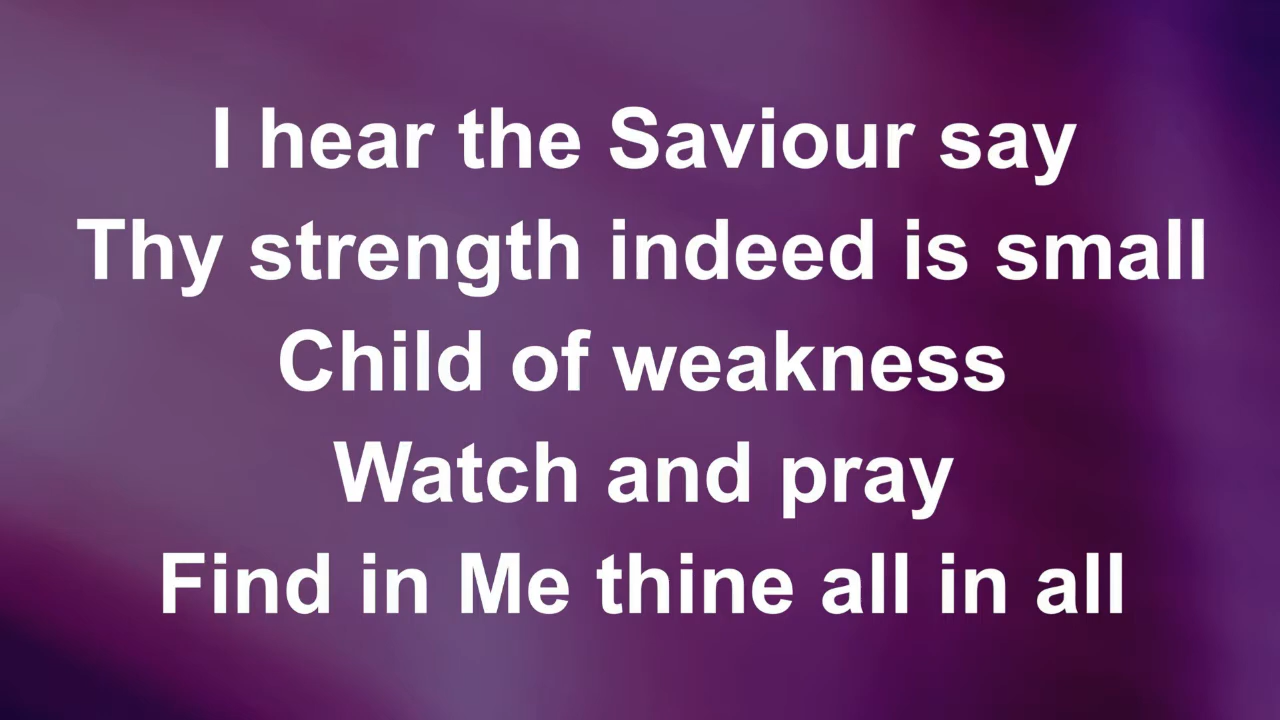 I hear the Saviour say
Thy strength indeed is small
Child of weakness
Watch and pray
Find in Me thine all in all